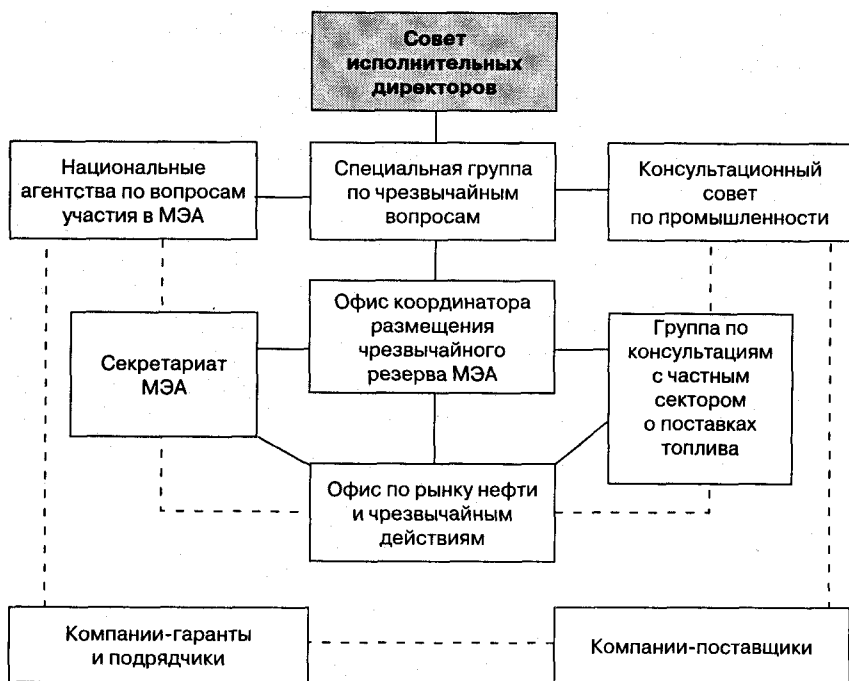 Совет
исполнительных
директоров
Национальные
агентства по вопросам
участия в МЭА
Специальная группа
по чрезвычайным
вопросам
Консультационный
совет
по промышленности
Секретариат
МЭА
Офис координатора
размещения
чрезвычайного
резерва МЭА
Группа по
консультациям
с частным
сектором
о поставках
топлива
Офис по рынку нефти
и чрезвычайным
действиям
Компании-гаранты
и подрядчики
Компании-поставщики